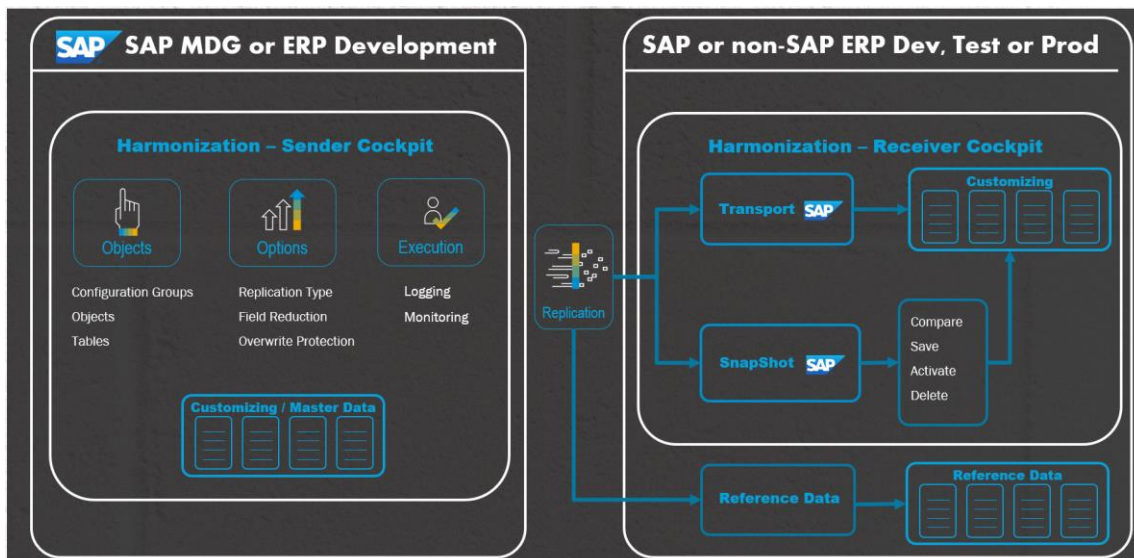 SAP SAP MDG or ERP Development
Harmonization – Sender Cockpit
Objects
Options
Execution
Configuration Groups
Objects
Tables
Replication Type
Field Reduction
Overwrite Protection
Logging
Monitoring
Customizing / Master Data
Replication
SAP or non-SAP ERP Dev, Test or Prod
Harmonization – Receiver Cockpit
Transport SAP
Customizing
SnapShot SAP
Compare
Save
Activate
Delete
Reference Data
Reference Data